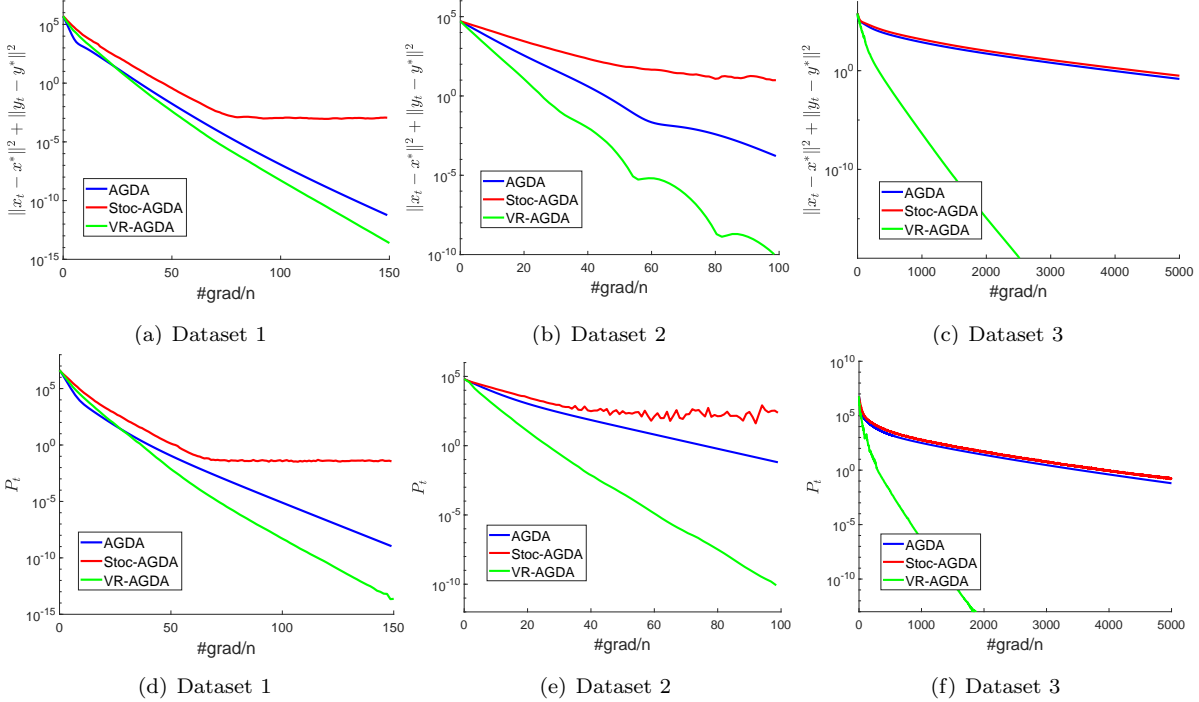 ||x_t − x*||² + ||y_t − y*||²
10^5
10^0
10^-5
10^-10
10^-15
AGDA
Stoc-AGDA
VR-AGDA
0
50
100
150
#grad/n
(a) Dataset 1
||x_t − x*||² + ||y_t − y*||²
10^5
10^0
10^-5
10^-10
AGDA
Stoc-AGDA
VR-AGDA
0
20
40
60
80
100
#grad/n
(b) Dataset 2
||x_t − x*||² + ||y_t − y*||²
10^0
10^-10
AGDA
Stoc-AGDA
VR-AGDA
0
1000
2000
3000
4000
5000
#grad/n
(c) Dataset 3
P_t
10^5
10^0
10^-5
10^-10
10^-15
AGDA
Stoc-AGDA
VR-AGDA
0
50
100
150
#grad/n
(d) Dataset 1
P_t
10^5
10^0
10^-5
10^-10
AGDA
Stoc-AGDA
VR-AGDA
0
20
40
60
80
100
#grad/n
(e) Dataset 2
P_t
10^10
10^5
10^0
10^-5
10^-10
AGDA
Stoc-AGDA
VR-AGDA
0
1000
2000
3000
4000
5000
#grad/n
(f) Dataset 3